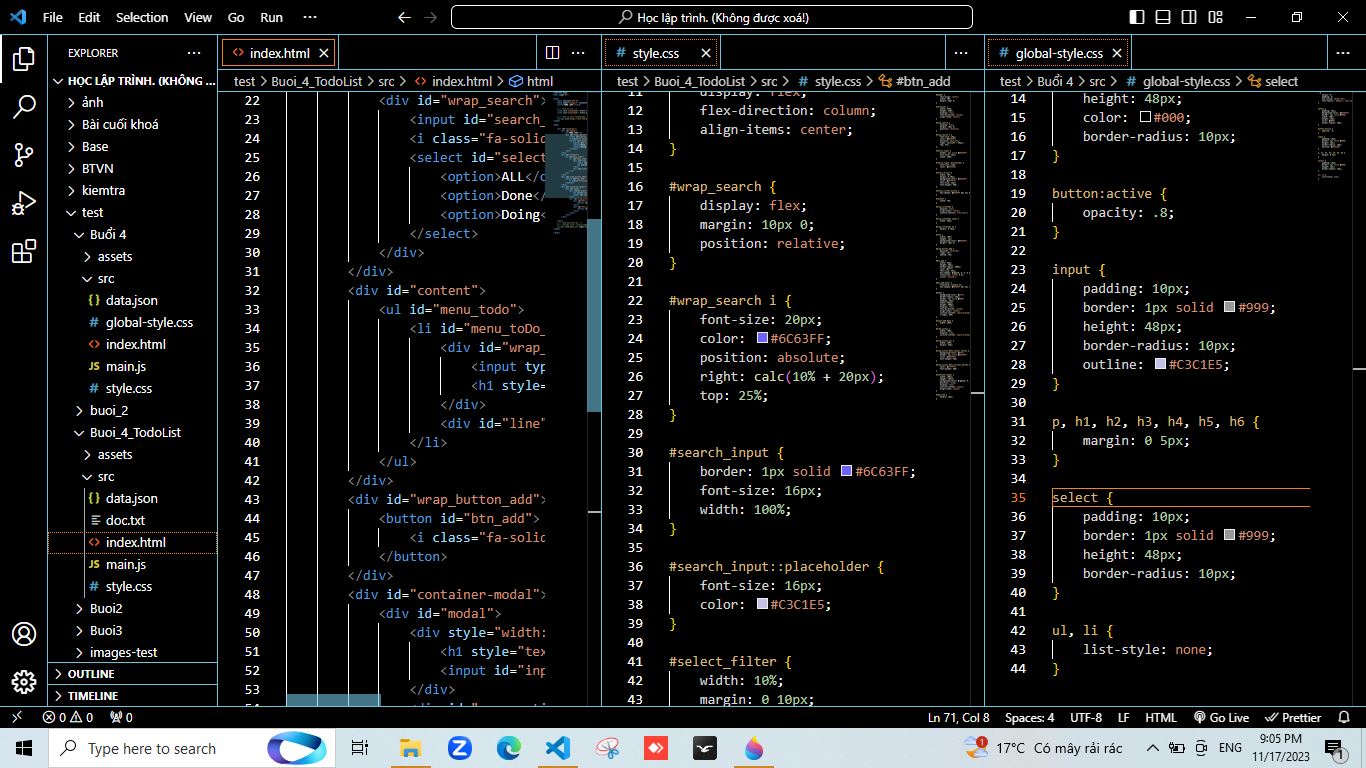 File Edit Selection View Go Run ···
Học lập trình. (Không được xoá!)
EXPLORER ···
HỌC LẬP TRÌNH. (KHÔNG ...
ảnh
Bài cuối khoá
Base
BTVN
kiemtra
test
Buổi 4
assets
src
{} data.json
# global-style.css
<> index.html
JS main.js
# style.css
buoi_2
Buoi_4_TodoList
assets
src
{} data.json
doc.txt
<> index.html
JS main.js
# style.css
Buoi2
Buoi3
images-test
OUTLINE
TIMELINE
<> index.html
test > Buoi_4_TodoList > src > <> index.html > html
22 <div id="wrap_search">
23 <input id="search_
24 <i class="fa-solid
25 <select id="select
26 <option>ALL</o
27 <option>Done</
28 <option>Doing<
29 </select>
30 </div>
31 </div>
32 <div id="content">
33 <ul id="menu_todo">
34 <li id="menu_toDo_
35 <div id="wrap_
36 <input typ
37 <h1 style=
38 </div>
39 <div id="line"
40 </li>
41 </ul>
42 </div>
43 <div id="wrap_button_add">
44 <button id="btn_add">
45 <i class="fa-solid
46 </button>
47 </div>
48 <div id="container-modal">
49 <div id="modal">
50 <div style="width:
51 <h1 style="tex
52 <input id="inp
53 </div>
# style.css
test > Buoi_4_TodoList > src > # style.css > #btn_add
11 display: flex;
12 flex-direction: column;
13 align-items: center;
14 }
15
16 #wrap_search {
17 display: flex;
18 margin: 10px 0;
19 position: relative;
20 }
21
22 #wrap_search i {
23 font-size: 20px;
24 color: #6C63FF;
25 position: absolute;
26 right: calc(10% + 20px);
27 top: 25%;
28 }
29
30 #search_input {
31 border: 1px solid #6C63FF;
32 font-size: 16px;
33 width: 100%;
34 }
35
36 #search_input::placeholder {
37 font-size: 16px;
38 color: #C3C1E5;
39 }
40
41 #select_filter {
42 width: 10%;
43 margin: 0 10px;
# global-style.css
test > Buổi 4 > src > # global-style.css > select
14 height: 48px;
15 color: #000;
16 border-radius: 10px;
17 }
18
19 button:active {
20 opacity: .8;
21 }
22
23 input {
24 padding: 10px;
25 border: 1px solid #999;
26 height: 48px;
27 border-radius: 10px;
28 outline: #C3C1E5;
29 }
30
31 p, h1, h2, h3, h4, h5, h6 {
32 margin: 0 5px;
33 }
34
35 select {
36 padding: 10px;
37 border: 1px solid #999;
38 height: 48px;
39 border-radius: 10px;
40 }
41
42 ul, li {
43 list-style: none;
44 }
0 0 0 Ln 71, Col 8 Spaces: 4 UTF-8 LF HTML Go Live Prettier
Type here to search
Z
1 17°C Có mây rải rác ENG 9:05 PM
11/17/2023
1